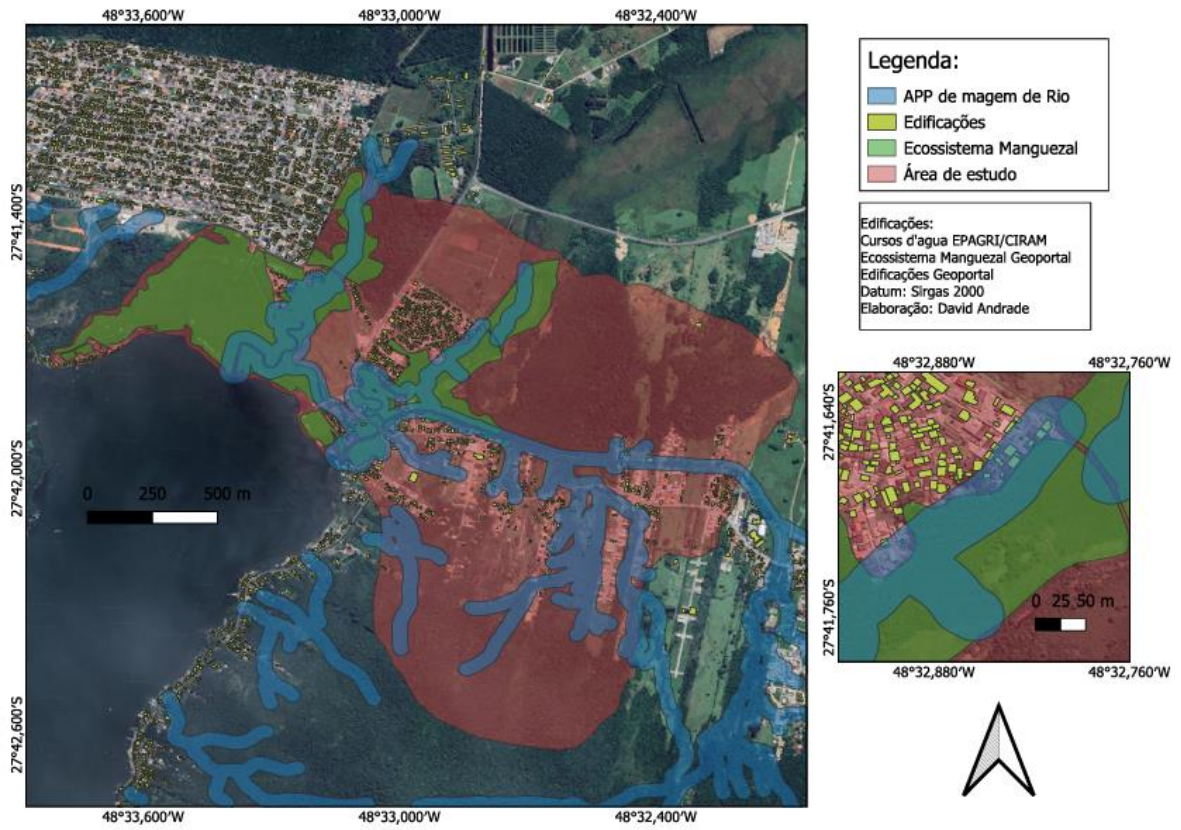 48°33,600'W 48°33,000'W 48°32,400'W
27°41,400'S
27°42,000'S
27°42,600'S
0 250 500 m
48°33,600'W 48°33,000'W 48°32,400'W
Legenda:
APP de magem de Rio
Edificações
Ecossistema Manguezal
Área de estudo
Edificações:
Cursos d'agua EPAGRI/CIRAM
Ecossistema Manguezal Geoportal
Edificações Geoportal
Datum: Sirgas 2000
Elaboração: David Andrade
48°32,880'W 48°32,760'W
27°41,640'S
27°41,760'S
0 25 50 m
48°32,880'W 48°32,760'W